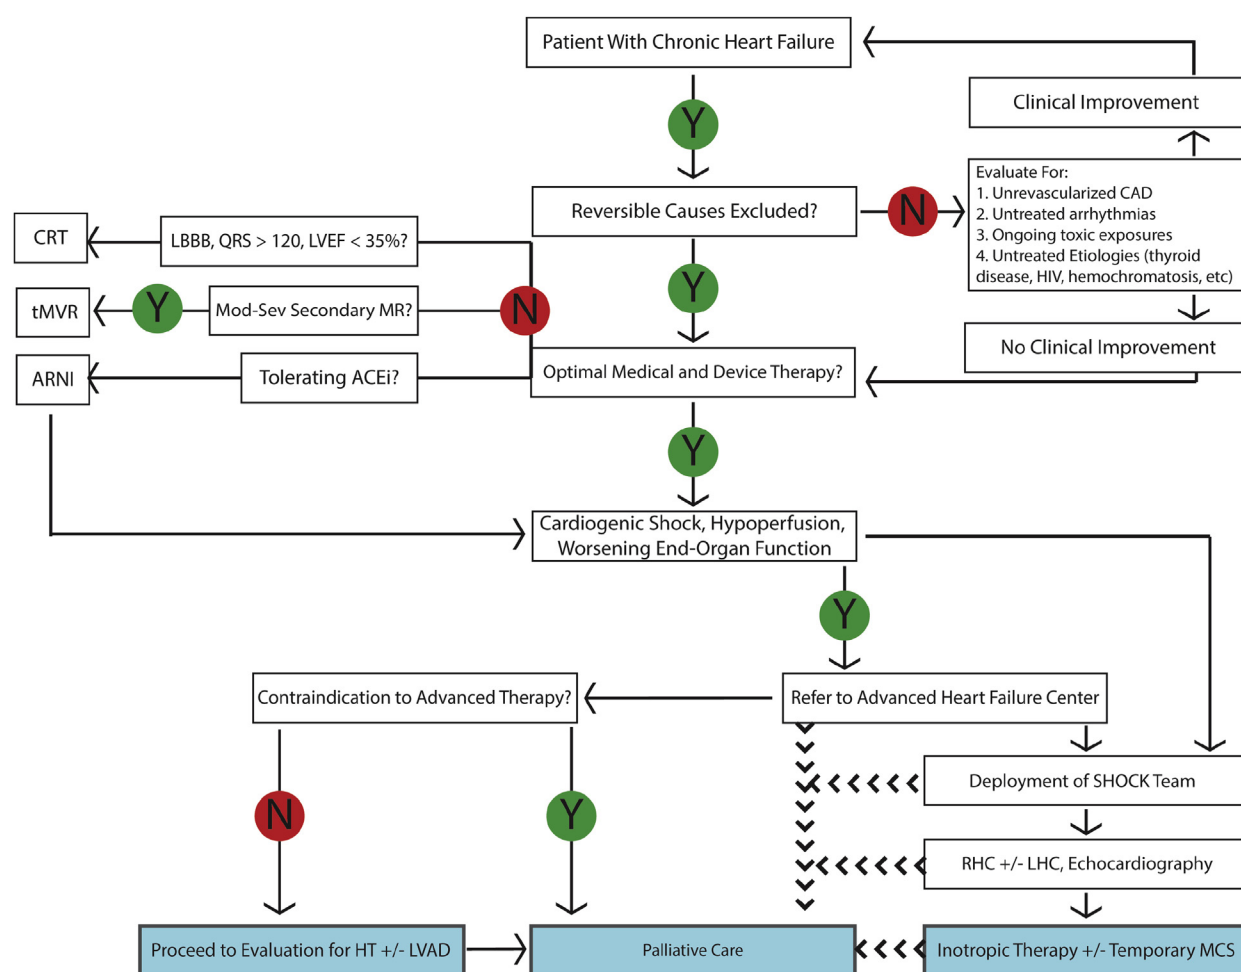 Patient With Chronic Heart Failure
Clinical Improvement
Y
Evaluate For:
1. Unrevascularized CAD
2. Untreated arrhythmias
3. Ongoing toxic exposures
4. Untreated Etiologies (thyroid
disease, HIV, hemochromatosis, etc)
Reversible Causes Excluded?
N
CRT
LBBB, QRS > 120, LVEF < 35%?
Y
tMVR
Y
Mod-Sev Secondary MR?
N
No Clinical Improvement
ARNI
Tolerating ACEi?
Optimal Medical and Device Therapy?
Y
Cardiogenic Shock, Hypoperfusion,
Worsening End-Organ Function
Y
Contraindication to Advanced Therapy?
Refer to Advanced Heart Failure Center
Deployment of SHOCK Team
N
Y
RHC +/- LHC, Echocardiography
Proceed to Evaluation for HT +/- LVAD
Palliative Care
Inotropic Therapy +/- Temporary MCS